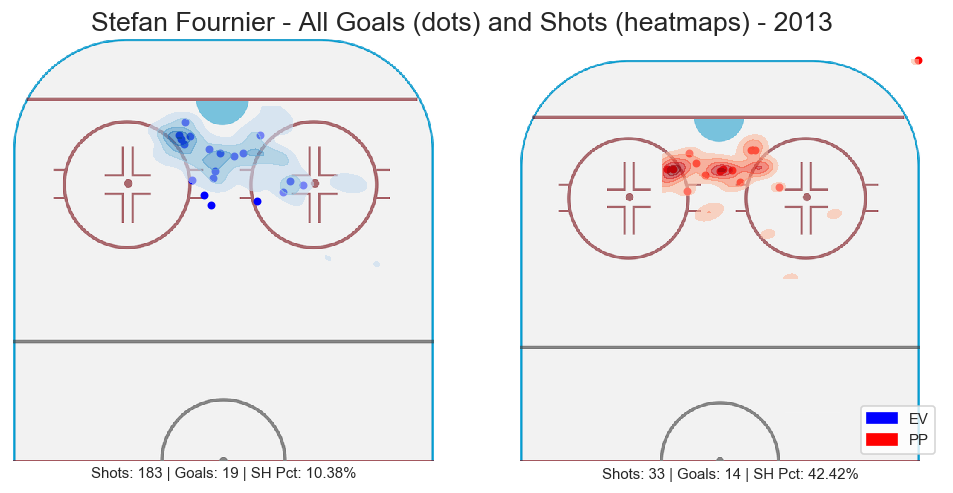 Stefan Fournier - All Goals (dots) and Shots (heatmaps) - 2013
EV
PP
Shots: 183 | Goals: 19 | SH Pct: 10.38%
Shots: 33 | Goals: 14 | SH Pct: 42.42%